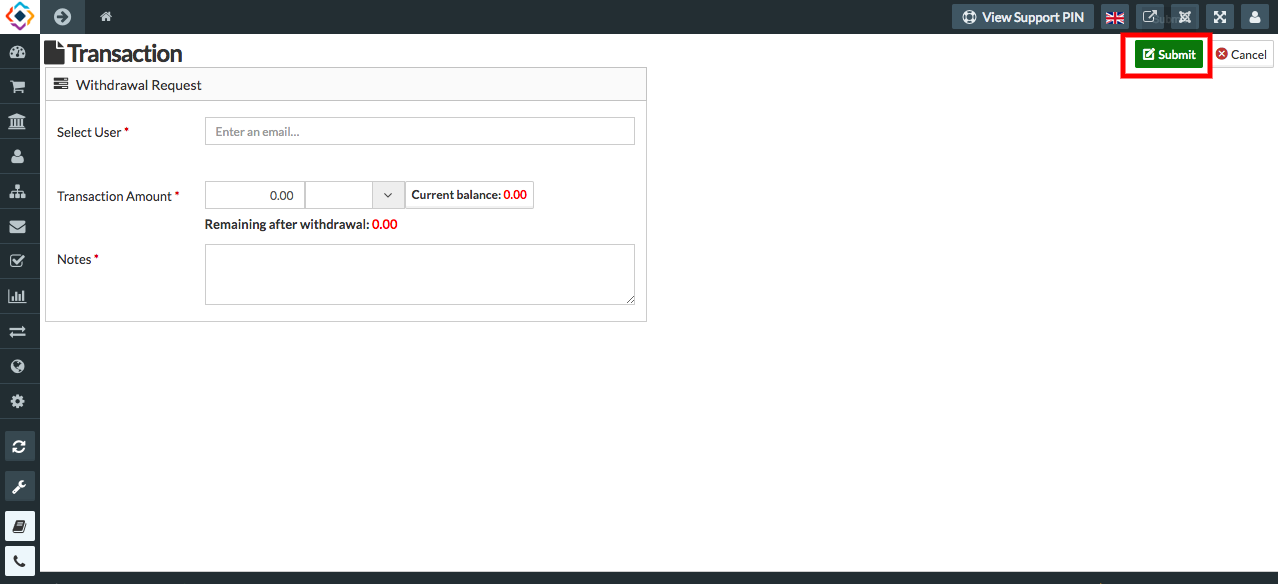 View Support PIN
Transaction
Submit
Cancel
Withdrawal Request
Select User *
Enter an email...
Transaction Amount *
0.00
Current balance: 0.00
Remaining after withdrawal: 0.00
Notes *